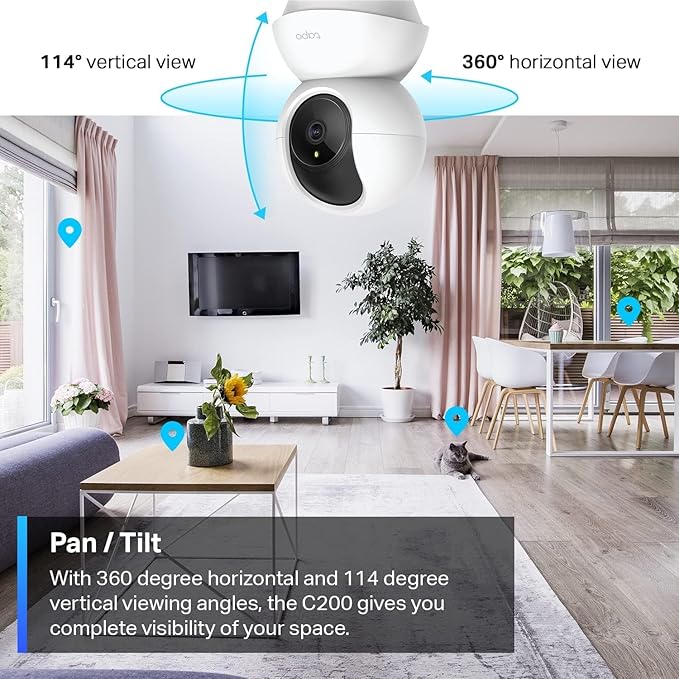 tapo
114° vertical view
360° horizontal view
Pan / Tilt
With 360 degree horizontal and 114 degree
vertical viewing angles, the C200 gives you
complete visibility of your space.